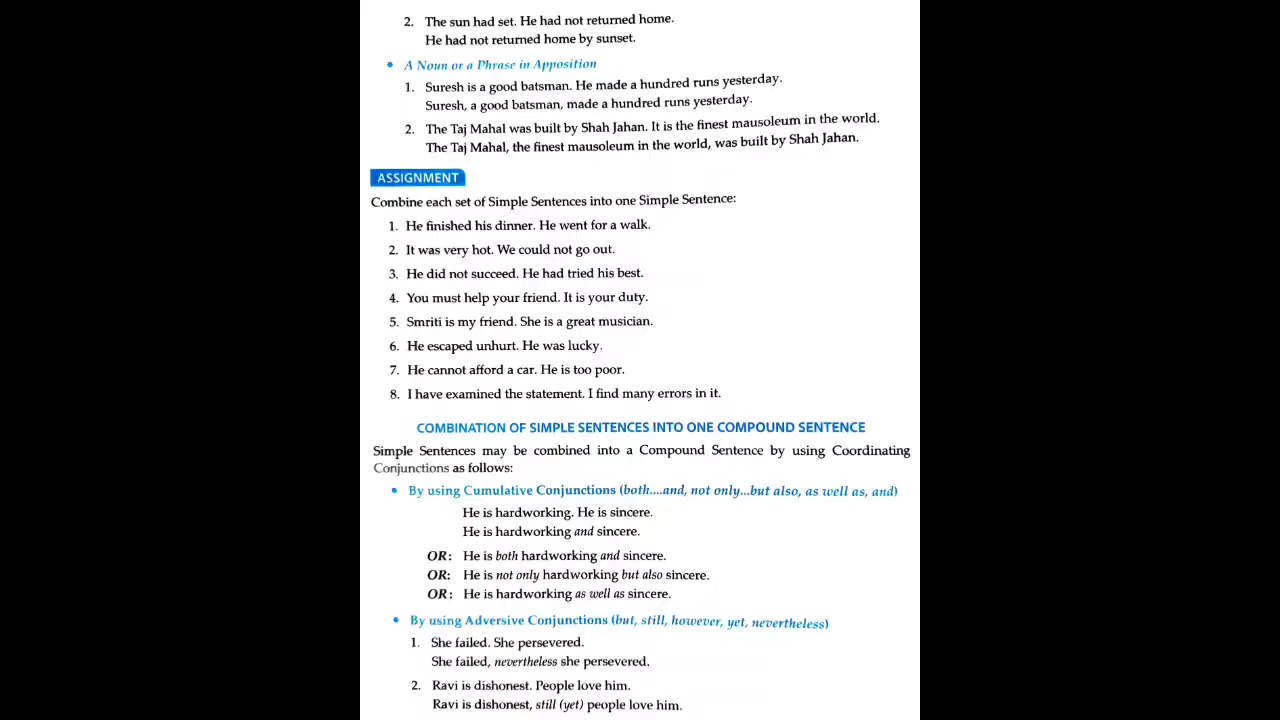 2. The sun had set. He had not returned home.
He had not returned home by sunset.
• A Noun or a Phrase in Apposition
1. Suresh is a good batsman. He made a hundred runs yesterday.
Suresh, a good batsman, made a hundred runs yesterday.
2. The Taj Mahal was built by Shah Jahan. It is the finest mausoleum in the world.
The Taj Mahal, the finest mausoleum in the world, was built by Shah Jahan.
ASSIGNMENT
Combine each set of Simple Sentences into one Simple Sentence:
1. He finished his dinner. He went for a walk.
2. It was very hot. We could not go out.
3. He did not succeed. He had tried his best.
4. You must help your friend. It is your duty.
5. Smriti is my friend. She is a great musician.
6. He escaped unhurt. He was lucky.
7. He cannot afford a car. He is too poor.
8. I have examined the statement. I find many errors in it.
COMBINATION OF SIMPLE SENTENCES INTO ONE COMPOUND SENTENCE
Simple Sentences may be combined into a Compound Sentence by using Coordinating
Conjunctions as follows:
• By using Cumulative Conjunctions (both....and, not only...but also, as well as, and)
He is hardworking. He is sincere.
He is hardworking and sincere.
OR: He is both hardworking and sincere.
OR: He is not only hardworking but also sincere.
OR: He is hardworking as well as sincere.
• By using Adversive Conjunctions (but, still, however, yet, nevertheless)
1. She failed. She persevered.
She failed, nevertheless she persevered.
2. Ravi is dishonest. People love him.
Ravi is dishonest, still (yet) people love him.